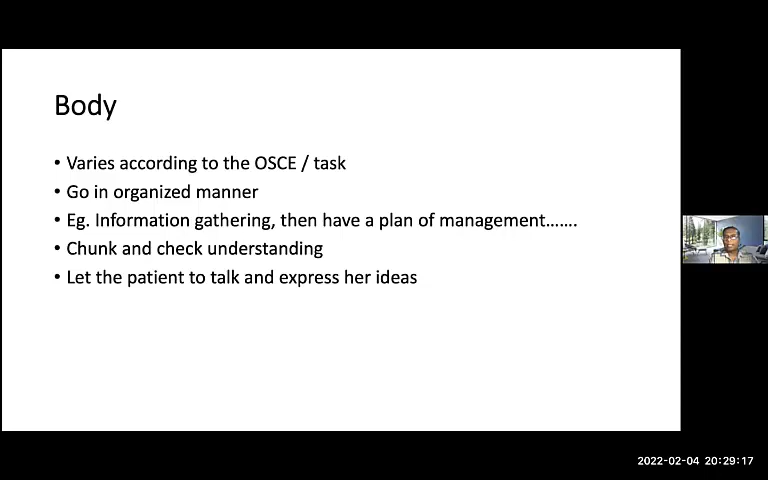 Body
• Varies according to the OSCE / task
• Go in organized manner
• Eg. Information gathering, then have a plan of management…….
• Chunk and check understanding
• Let the patient to talk and express her ideas
2022-02-04 20:29:17